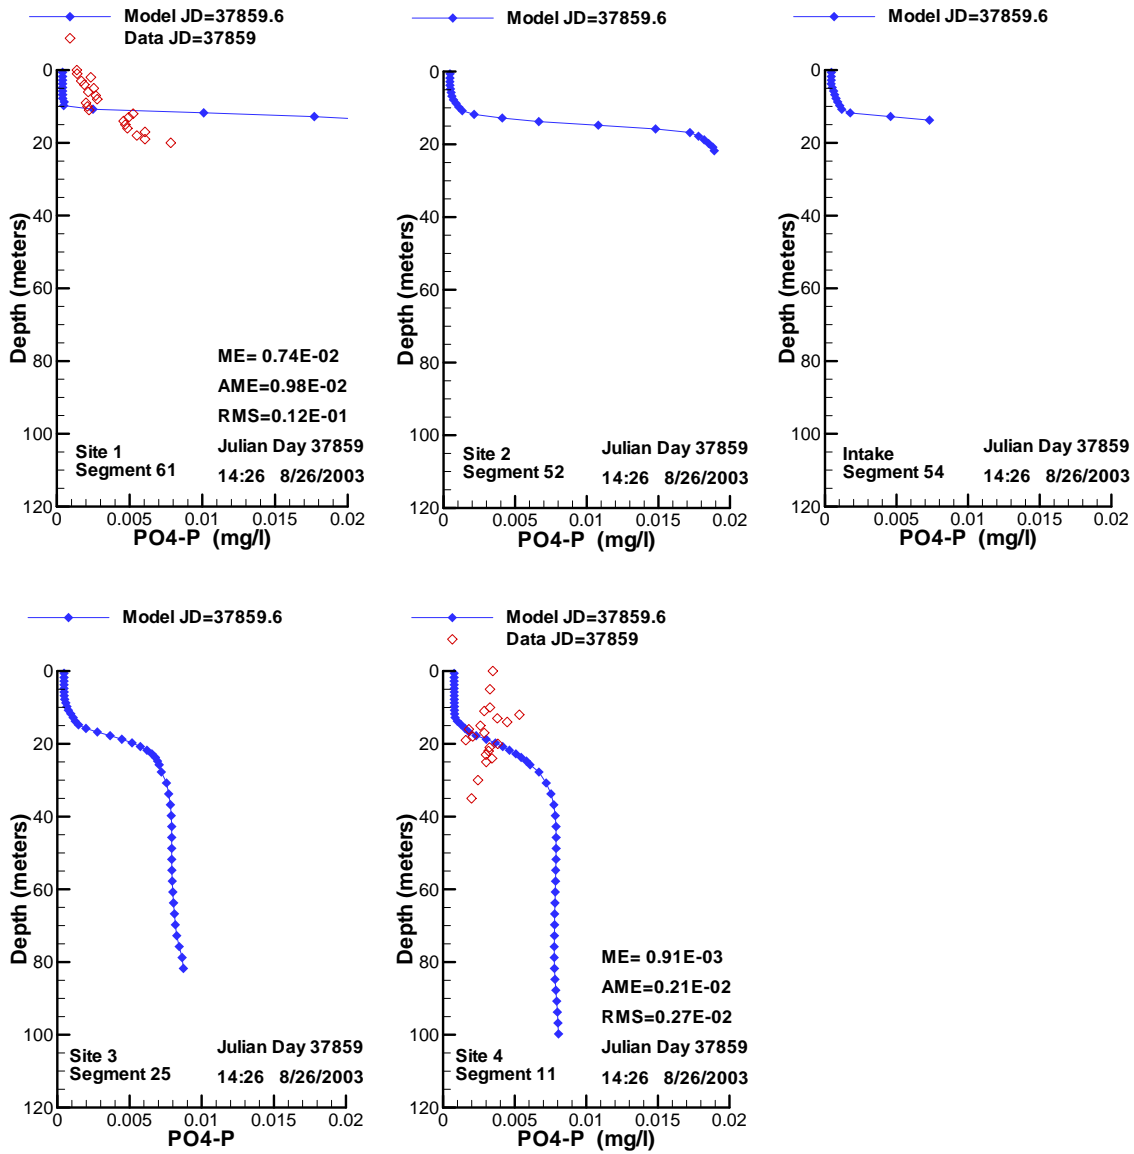 Model JD=37859.6
Data JD=37859
0
20
40
60
80
100
120
Depth (meters)
ME= 0.74E-02
AME=0.98E-02
RMS=0.12E-01
Site 1
Segment 61
Julian Day 37859
14:26 8/26/2003
0 0.005 0.01 0.015 0.02
PO4-P (mg/l)
Model JD=37859.6
0
20
40
60
80
100
120
Depth (meters)
Site 2
Segment 52
Julian Day 37859
14:26 8/26/2003
0 0.005 0.01 0.015 0.02
PO4-P (mg/l)
Model JD=37859.6
0
20
40
60
80
100
120
Depth (meters)
Intake
Segment 54
Julian Day 37859
14:26 8/26/2003
0 0.005 0.01 0.015 0.02
PO4-P (mg/l)
Model JD=37859.6
0
20
40
60
80
100
120
Depth (meters)
Site 3
Segment 25
Julian Day 37859
14:26 8/26/2003
0 0.005 0.01 0.015 0.02
PO4-P
Model JD=37859.6
Data JD=37859
0
20
40
60
80
100
120
Depth (meters)
ME= 0.91E-03
AME=0.21E-02
RMS=0.27E-02
Site 4
Segment 11
Julian Day 37859
14:26 8/26/2003
0 0.005 0.01 0.015 0.02
PO4-P (mg/l)